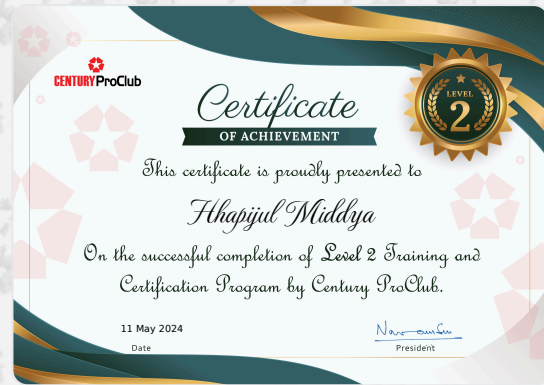 CENTURY ProClub
LEVEL
2
Certificate
OF ACHIEVEMENT
This certificate is proudly presented to
Hhapijul Middya
On the successful completion of Level 2 Training and
Certification Program by Century ProClub.
11 May 2024
Date
President